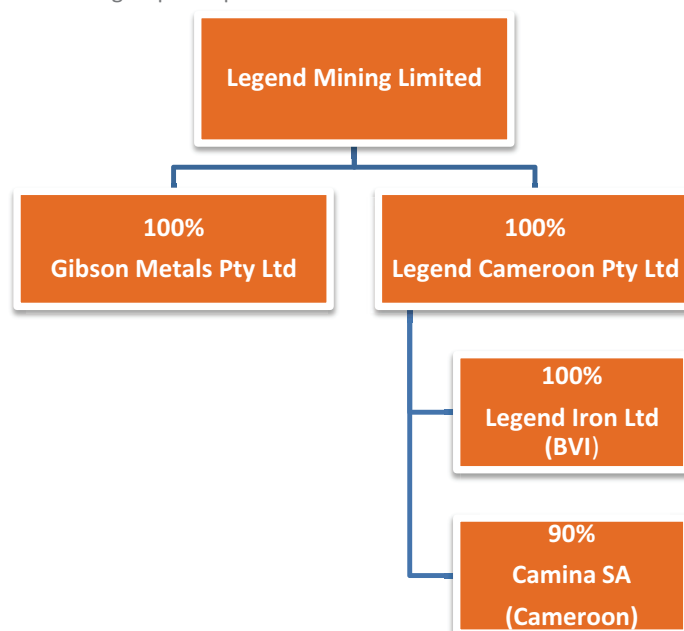 Legend Mining Limited
100%
Gibson Metals Pty Ltd
100%
Legend Cameroon Pty Ltd
100%
Legend Iron Ltd
(BVI)
90%
Camina SA
(Cameroon)